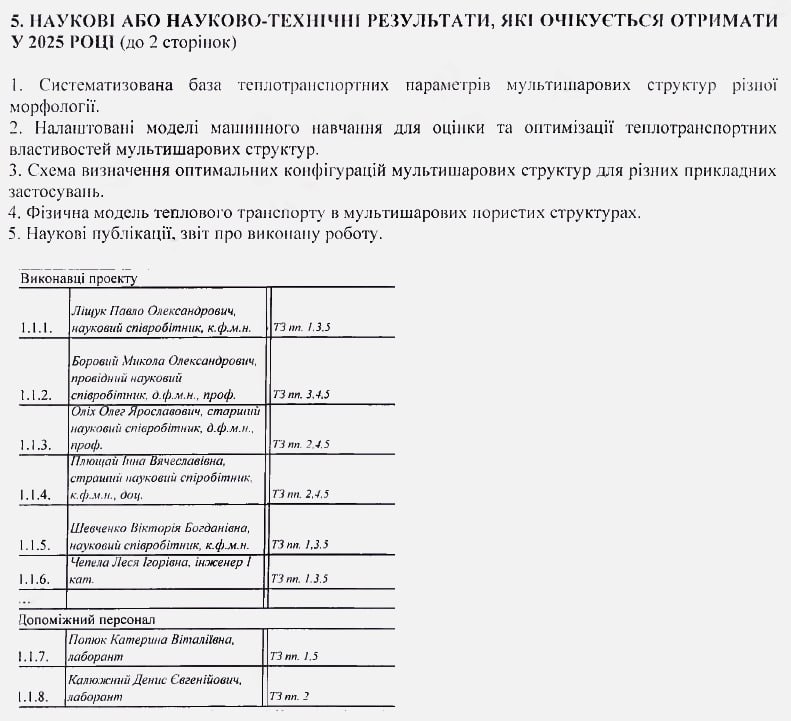 5. НАУКОВІ АБО НАУКОВО-ТЕХНІЧНІ РЕЗУЛЬТАТИ, ЯКІ ОЧІКУЄТЬСЯ ОТРИМАТИ
У 2025 РОЦІ (до 2 сторінок)
1. Систематизована база теплотранспортних параметрів мультишарових структур різної
морфології.
2. Налаштовані моделі машинного навчання для оцінки та оптимізації теплотранспортних
властивостей мультишарових структур.
3. Схема визначення оптимальних конфігурацій мультишарових структур для різних прикладних
застосувань.
4. Фізична модель теплового транспорту в мультишарових пористих структурах.
5. Наукові публікації, звіт про виконану роботу.
Виконавці проекту
Ліщук Павло Олександрович,
1.1.1. науковий співробітник, к.ф.м.н. ТЗ пп. 1.3.5
Боровий Микола Олександрович,
провідний науковий
1.1.2. співробітник, д.ф.м.н., проф. ТЗ пп. 3,4,5
Оліх Олег Ярославович, старший
науковий співробітник, д.ф.м.н.,
1.1.3. проф. ТЗ пп. 2,4,5
Плющай Інна Вячеславівна,
страший науковий спіробітник,
1.1.4. к.ф.м.н., доц. ТЗ пп. 2,4,5
Шевченко Вікторія Богданівна,
1.1.5. науковий співробітник, к.ф.м.н. ТЗ пп. 1,3.5
Чепела Леся Ігорівна, інженер І
1.1.6. кат. ТЗ пп. 1.3.5
...
Допоміжний персонал
Попюк Катерина Віталіївна,
1.1.7. лаборант ТЗ пп. 1,5
Калюжний Денис Євгенійович,
1.1.8. лаборант ТЗ пп. 2